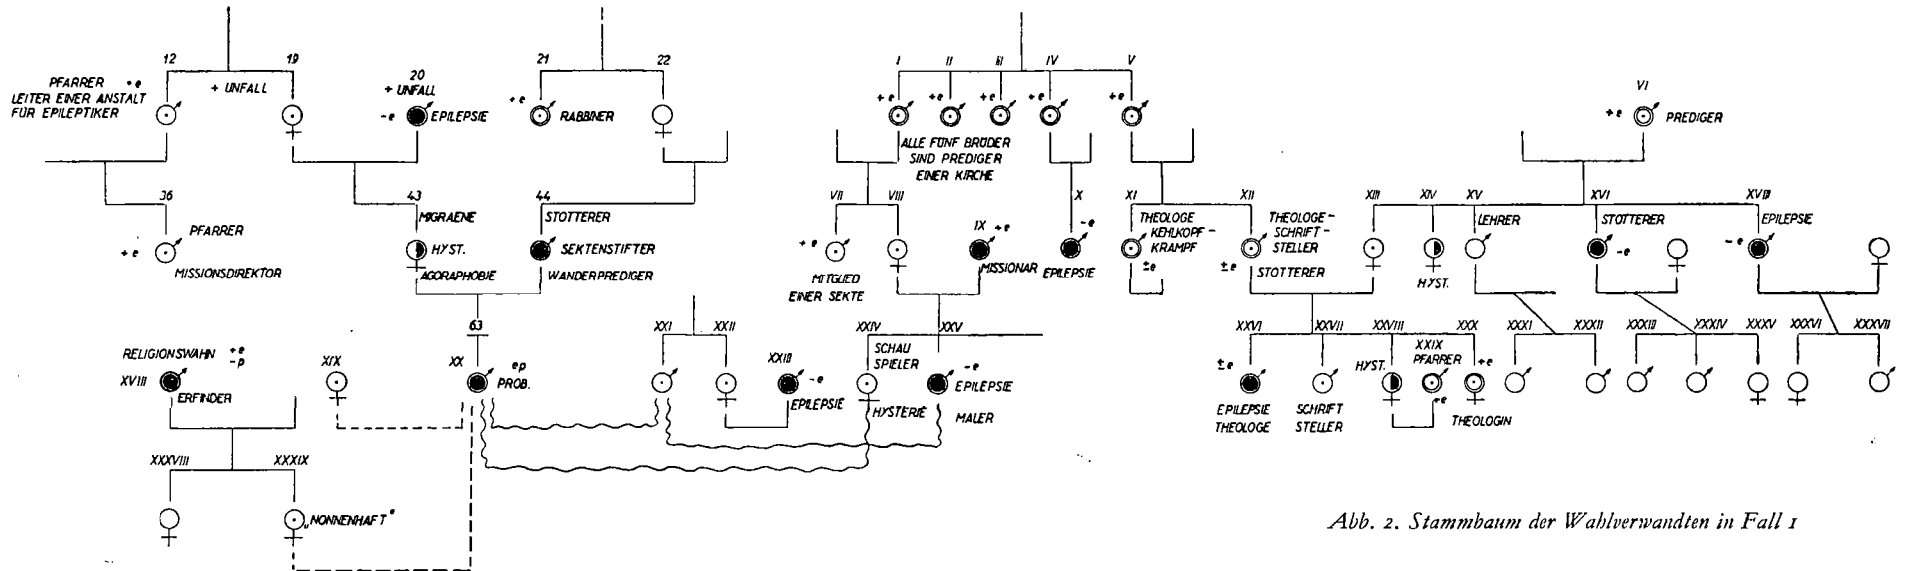 12
19
20
21
22
I
II
III
IV
V
VI
PFARRER +e
LEITER EINER ANSTALT
FÜR EPILEPTIKER
+ UNFALL
+ UNFALL
-e
EPILEPSIE
+e
RABBINER
+e
+e
+e
+e
+e
ALLE FÜNF BRÜDER
SIND PREDIGER
EINER KIRCHE
+e
PREDIGER
36
43
44
VII
VIII
IX +e
X
XI
XII
XIII
XIV
XV
XVI
XVIII
PFARRER
+e
MISSIONSDIREKTOR
MIGRAENE
HYST.
AGORAPHOBIE
STOTTERER
SEKTENSTIFTER
WANDERPREDIGER
+e
MITGLIED
EINER SEKTE
MISSIONAR
-e
EPILEPSIE
THEOLOGE
KEHLKOPF-
KRAMPF
±e
THEOLOGE-
SCHRIFT-
STELLER
±e
STOTTERER
HYST.
LEHRER
STOTTERER
-e
EPILEPSIE
-e
63
XXI
XXII
XXIV
XXV
XXVI
XXVII
XXVIII
XXIX
XXX
XXXI
XXXII
XXXIII
XXXIV
XXXV
XXXVI
XXXVII
RELIGIONSWAHN +e
-p
XVIII
ERFINDER
XIX
XX
ep
PROB.
XXIII
-e
EPILEPSIE
SCHAU
SPIELER
HYSTERIE
-e
EPILEPSIE
MALER
±e
EPILEPSIE
THEOLOGE
SCHRIFT
STELLER
HYST.
PFARRER
-e
+e
THEOLOGIN
XXXVIII
XXXIX
„NONNENHAFT"
Abb. 2. Stammbaum der Wahlverwandten in Fall 1